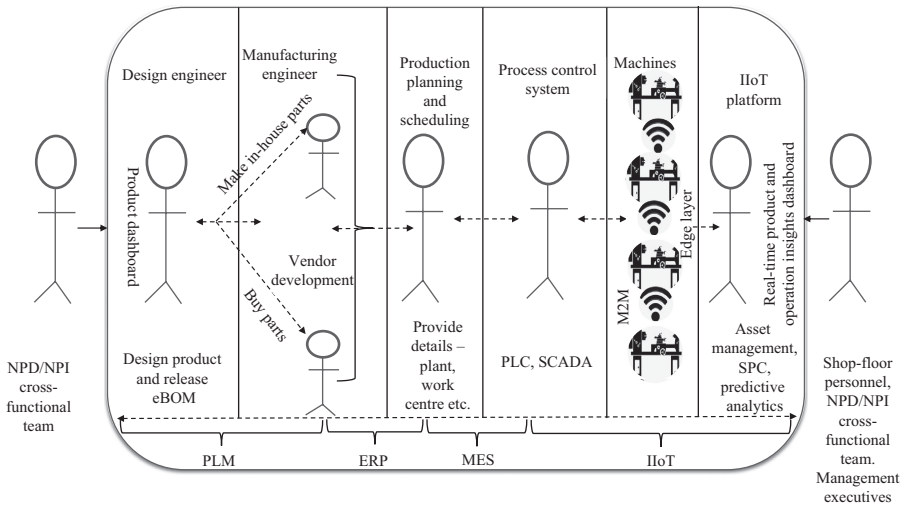 Design engineer
Manufacturing
engineer
Production
planning
and
scheduling
Process control
system
Machines
IIoT
platform
Product dashboard
Make in-house parts
Buy parts
Vendor
development
M2M
Edge layer
Real-time product and
operation insights dashboard
NPD/NPI
cross-
functional
team
Design product
and release
eBOM
Provide
details –
plant,
work
centre etc.
PLC, SCADA
Asset
management,
SPC,
predictive
analytics
Shop-floor
personnel,
NPD/NPI
cross-
functional
team.
Management
executives
PLM
ERP
MES
IIoT